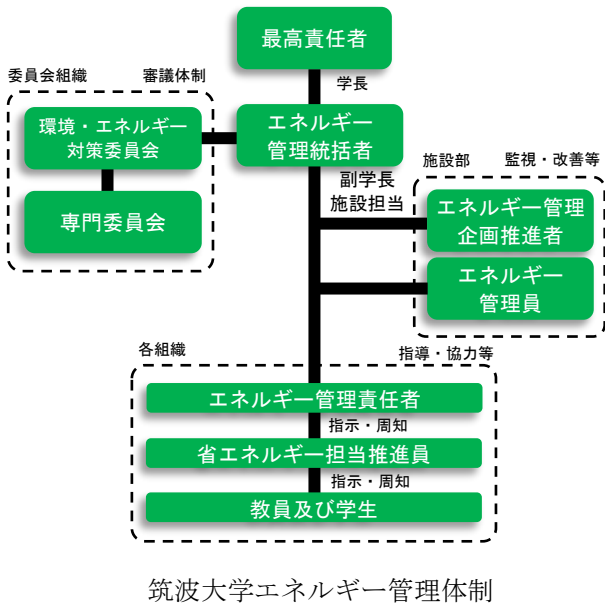 最高責任者
学長
委員会組織
審議体制
環境・エネルギー
対策委員会
専門委員会
エネルギー
管理統括者
副学長
施設担当
施設部
監視・改善等
エネルギー管理
企画推進者
エネルギー
管理員
各組織
指導・協力等
エネルギー管理責任者
指示・周知
省エネルギー担当推進員
指示・周知
教員及び学生
筑波大学エネルギー管理体制